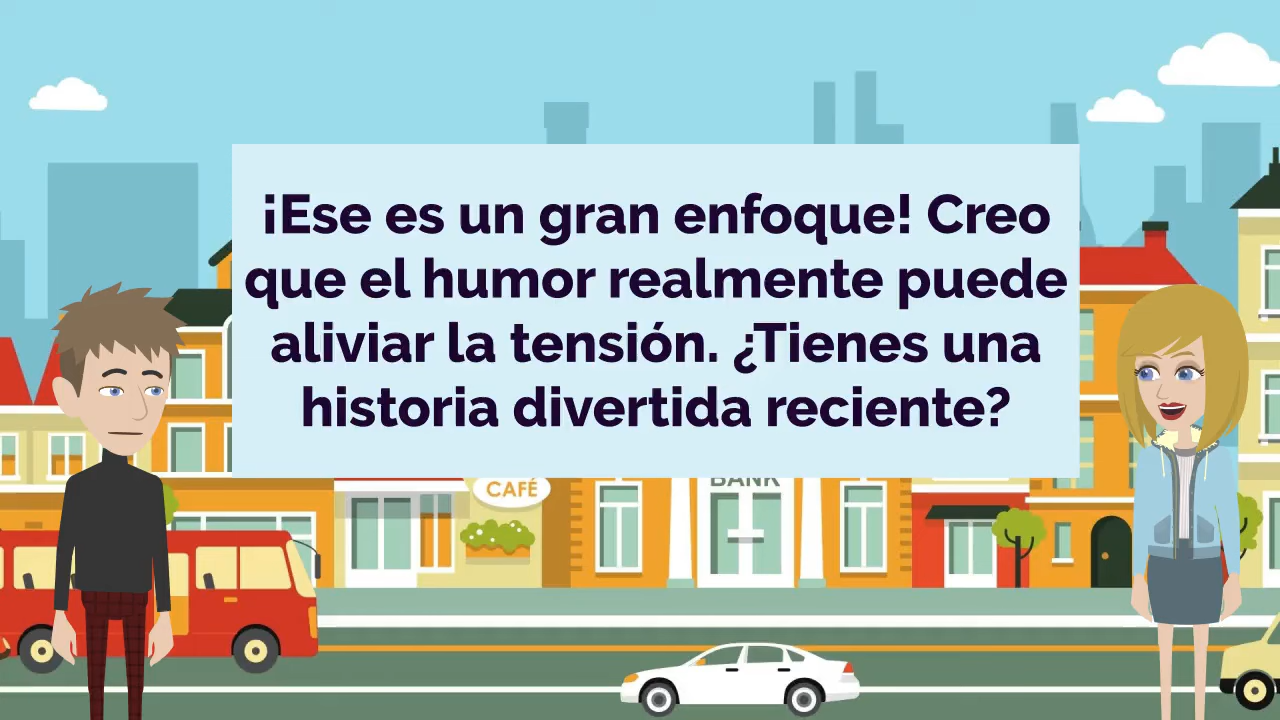 ¡Ese es un gran enfoque! Creo
que el humor realmente puede
aliviar la tensión. ¿Tienes una
historia divertida reciente?
CAFÉ
BANK